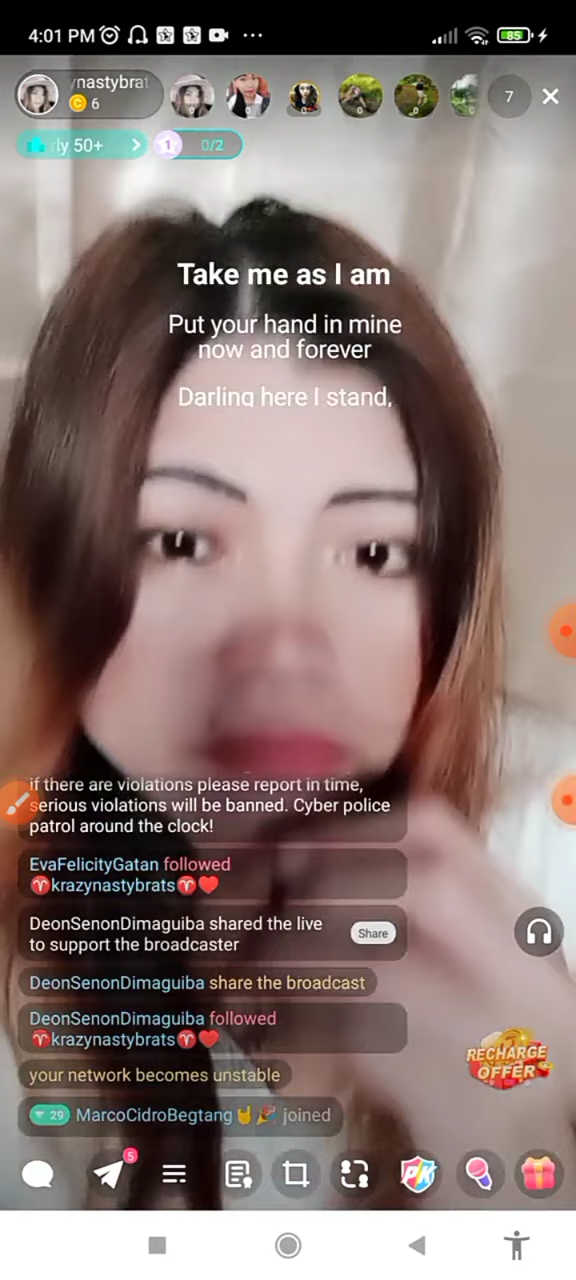 4:01 PM
85
nastybrat
6
7
rly 50+
1 0/2
Take me as I am
Put your hand in mine
now and forever
Darling here I stand,
if there are violations please report in time,
serious violations will be banned. Cyber police
patrol around the clock!
EvaFelicityGatan followed
♈krazynastybrats♈❤️
DeonSenonDimaguiba shared the live
to support the broadcaster
Share
DeonSenonDimaguiba share the broadcast
DeonSenonDimaguiba followed
♈krazynastybrats♈❤️
RECHARGE
OFFER
your network becomes unstable
29 MarcoCidroBegtang🤘🎉 joined
5
PK